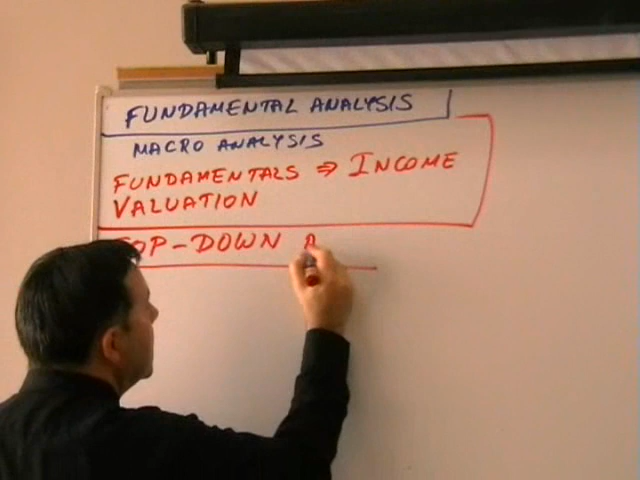 FUNDAMENTAL ANALYSIS
MACRO ANALYSIS
FUNDAMENTALS ⇒ INCOME
VALUATION
TOP-DOWN A